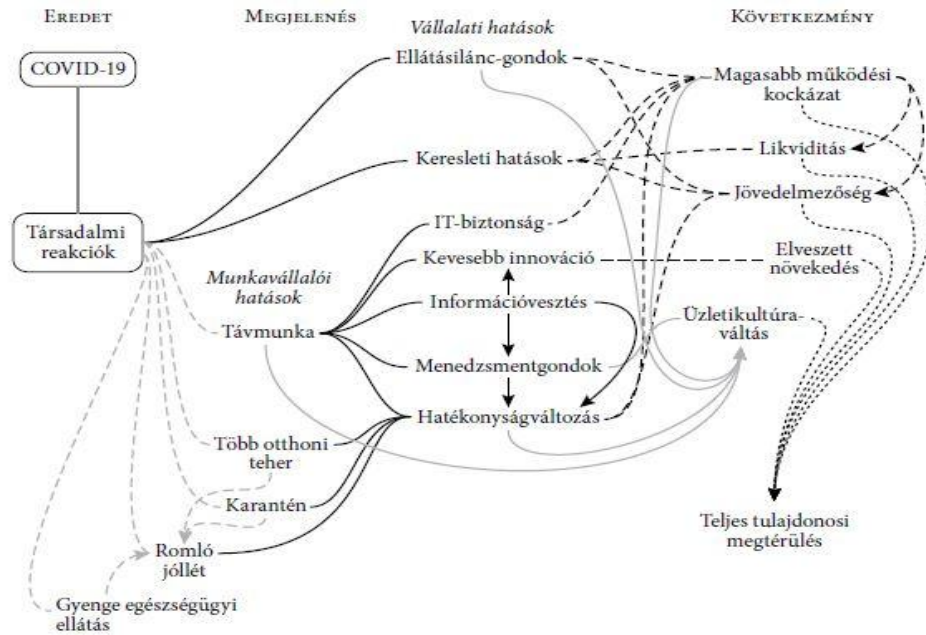 EREDET
MEGJELENÉS
KÖVETKEZMÉNY
Vállalati hatások
COVID-19
Ellátásilánc-gondok
Magasabb működési
kockázat
Keresleti hatások
Likviditás
Jövedelmezőség
Társadalmi
reakciók
IT-biztonság
Kevesebb innováció
Elveszett
növekedés
Munkavállalói
hatások
Információvesztés
Üzletikultúra-
váltás
Távmunka
Menedzsmentgondok
Hatékonyságváltozás
Több otthoni
teher
Karantén
Teljes tulajdonosi
megtérülés
Romló
jóllét
Gyenge egészségügyi
ellátás